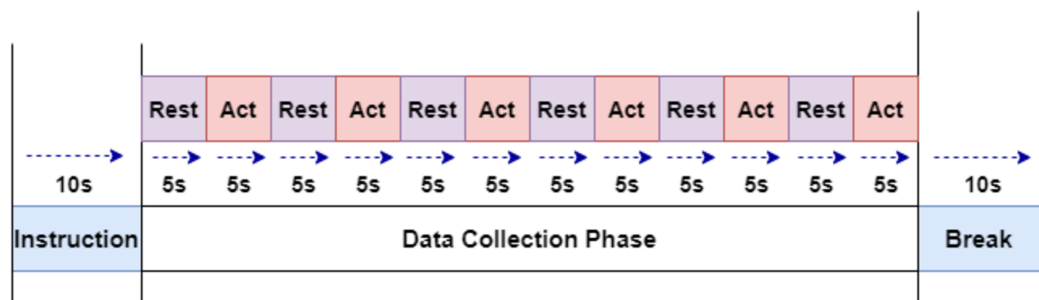 Rest Act Rest Act Rest Act Rest Act Rest Act Rest Act
10s 5s 5s 5s 5s 5s 5s 5s 5s 5s 5s 5s 5s 10s
Instruction Data Collection Phase Break